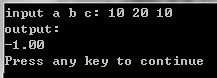 input a b c: 10 20 10
output:
-1.00
Press any key to continue